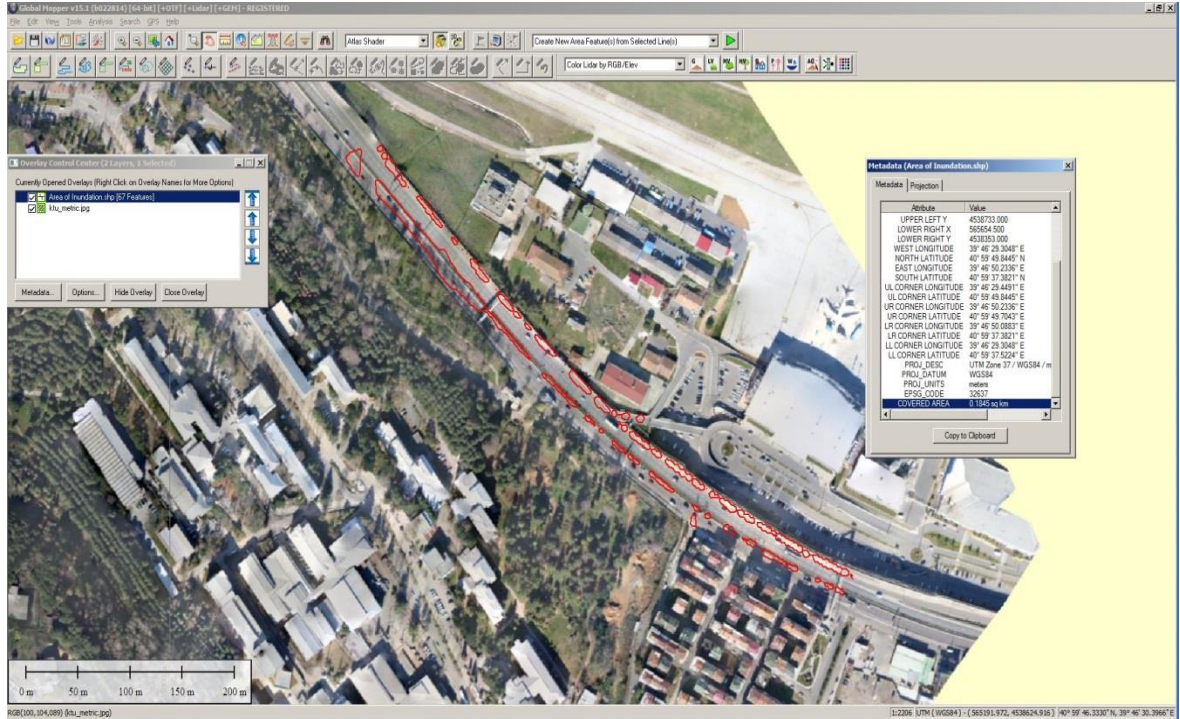 Global Mapper v15.1 (b022814) [64-bit] [+OTF] [+Lidar] [+GEM] - REGISTERED
File Edit View Tools Analysis Search GPS Help
Atlas Shader
Create New Area Feature(s) from Selected Line(s)
Color Lidar by RGB/Elev
Overlay Control Center (2 Layers, 1 Selected)
Currently Opened Overlays (Right Click on Overlay Names for More Options)
Area of Inundation.shp [67 Features]
ktu_metric.jpg
Metadata... Options... Hide Overlay Close Overlay
Metadata (Area of Inundation.shp)
Metadata Projection
Attribute Value
UPPER LEFT Y 4538733.000
LOWER RIGHT X 565654.500
LOWER RIGHT Y 4538353.000
WEST LONGITUDE 39° 46' 29.3048" E
NORTH LATITUDE 40° 59' 49.8445" N
EAST LONGITUDE 39° 46' 50.2336" E
SOUTH LATITUDE 40° 59' 37.3821" N
UL CORNER LONGITUDE 39° 46' 29.4491" E
UL CORNER LATITUDE 40° 59' 49.8445" N
UR CORNER LONGITUDE 39° 46' 50.2336" E
UR CORNER LATITUDE 40° 59' 49.7043" N
LR CORNER LONGITUDE 39° 46' 50.0883" E
LR CORNER LATITUDE 40° 59' 37.3821" N
LL CORNER LONGITUDE 39° 46' 29.3048" E
LL CORNER LATITUDE 40° 59' 37.5224" N
PROJ_DESC UTM Zone 37 / WGS84 / m
PROJ_DATUM WGS84
PROJ_UNITS meters
EPSG_CODE 32637
COVERED AREA 0.1845 sq km
Copy to Clipboard
0 m 50 m 100 m 150 m 200 m
RGB(100,104,089) (ktu_metric.jpg)
1:2206 UTM ( WGS84 ) - ( 565191.972, 4538624.916 ) 40° 59' 46.3330" N, 39° 46' 30.3966" E